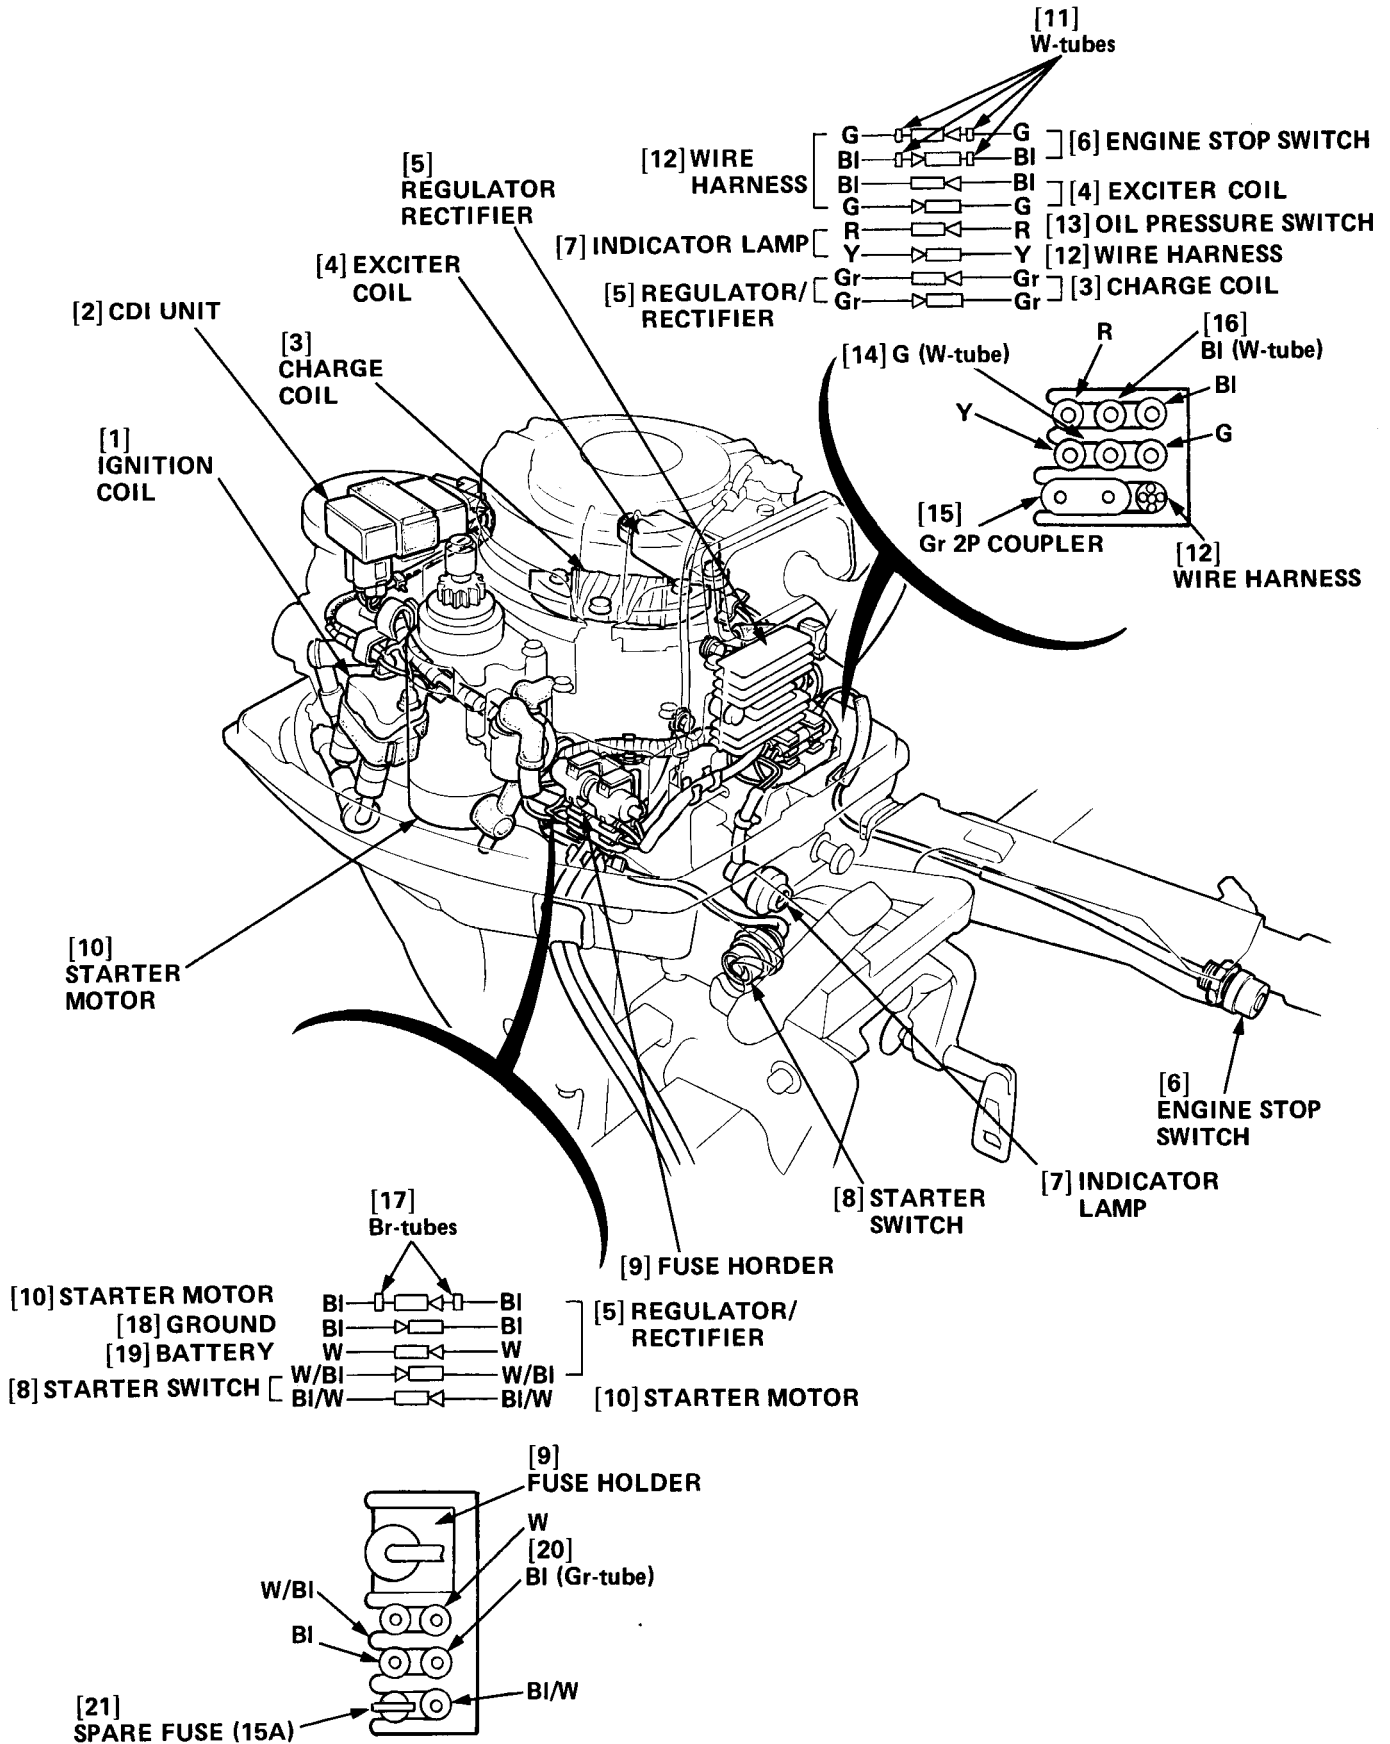 [11]
W-tubes
G G
[6] ENGINE STOP SWITCH
[12] WIRE
HARNESS
Bl Bl
Bl Bl
[4] EXCITER COIL
G G
R R [13] OIL PRESSURE SWITCH
[7] INDICATOR LAMP
Y Y [12] WIRE HARNESS
Gr Gr
[5] REGULATOR/
RECTIFIER
[3] CHARGE COIL
Gr Gr
[5]
REGULATOR
RECTIFIER
[4] EXCITER
COIL
[2] CDI UNIT
[3]
CHARGE
COIL
[1]
IGNITION
COIL
[14] G (W-tube)
R
[16]
Bl (W-tube)
Bl
Y
G
[15]
Gr 2P COUPLER
[12]
WIRE HARNESS
[10]
STARTER
MOTOR
[6]
ENGINE STOP
SWITCH
[7] INDICATOR
LAMP
[8] STARTER
SWITCH
[9] FUSE HORDER
[17]
Br-tubes
[10] STARTER MOTOR Bl Bl
[5] REGULATOR/
RECTIFIER
[18] GROUND Bl Bl
[19] BATTERY W W
[8] STARTER SWITCH
W/Bl W/Bl
Bl/W Bl/W [10] STARTER MOTOR
[9]
FUSE HOLDER
W
[20]
Bl (Gr-tube)
W/Bl
Bl
Bl/W
[21]
SPARE FUSE (15A)